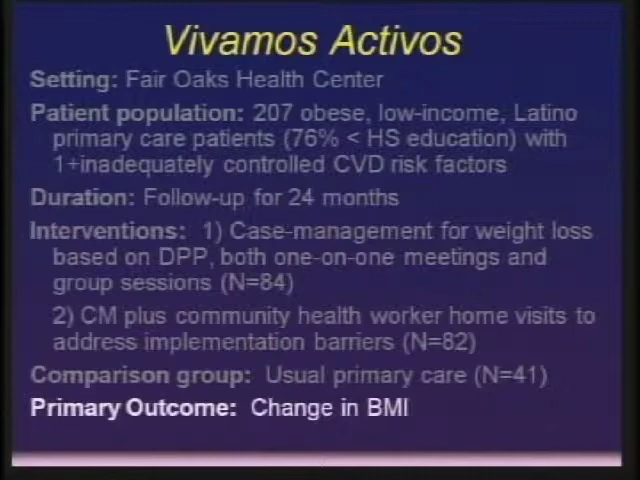 Vivamos Activos
Setting: Fair Oaks Health Center
Patient population: 207 obese, low-income, Latino
primary care patients (76% < HS education) with
1+inadequately controlled CVD risk factors
Duration: Follow-up for 24 months
Interventions: 1) Case-management for weight loss
based on DPP, both one-on-one meetings and
group sessions (N=84)
2) CM plus community health worker home visits to
address implementation barriers (N=82)
Comparison group: Usual primary care (N=41)
Primary Outcome: Change in BMI